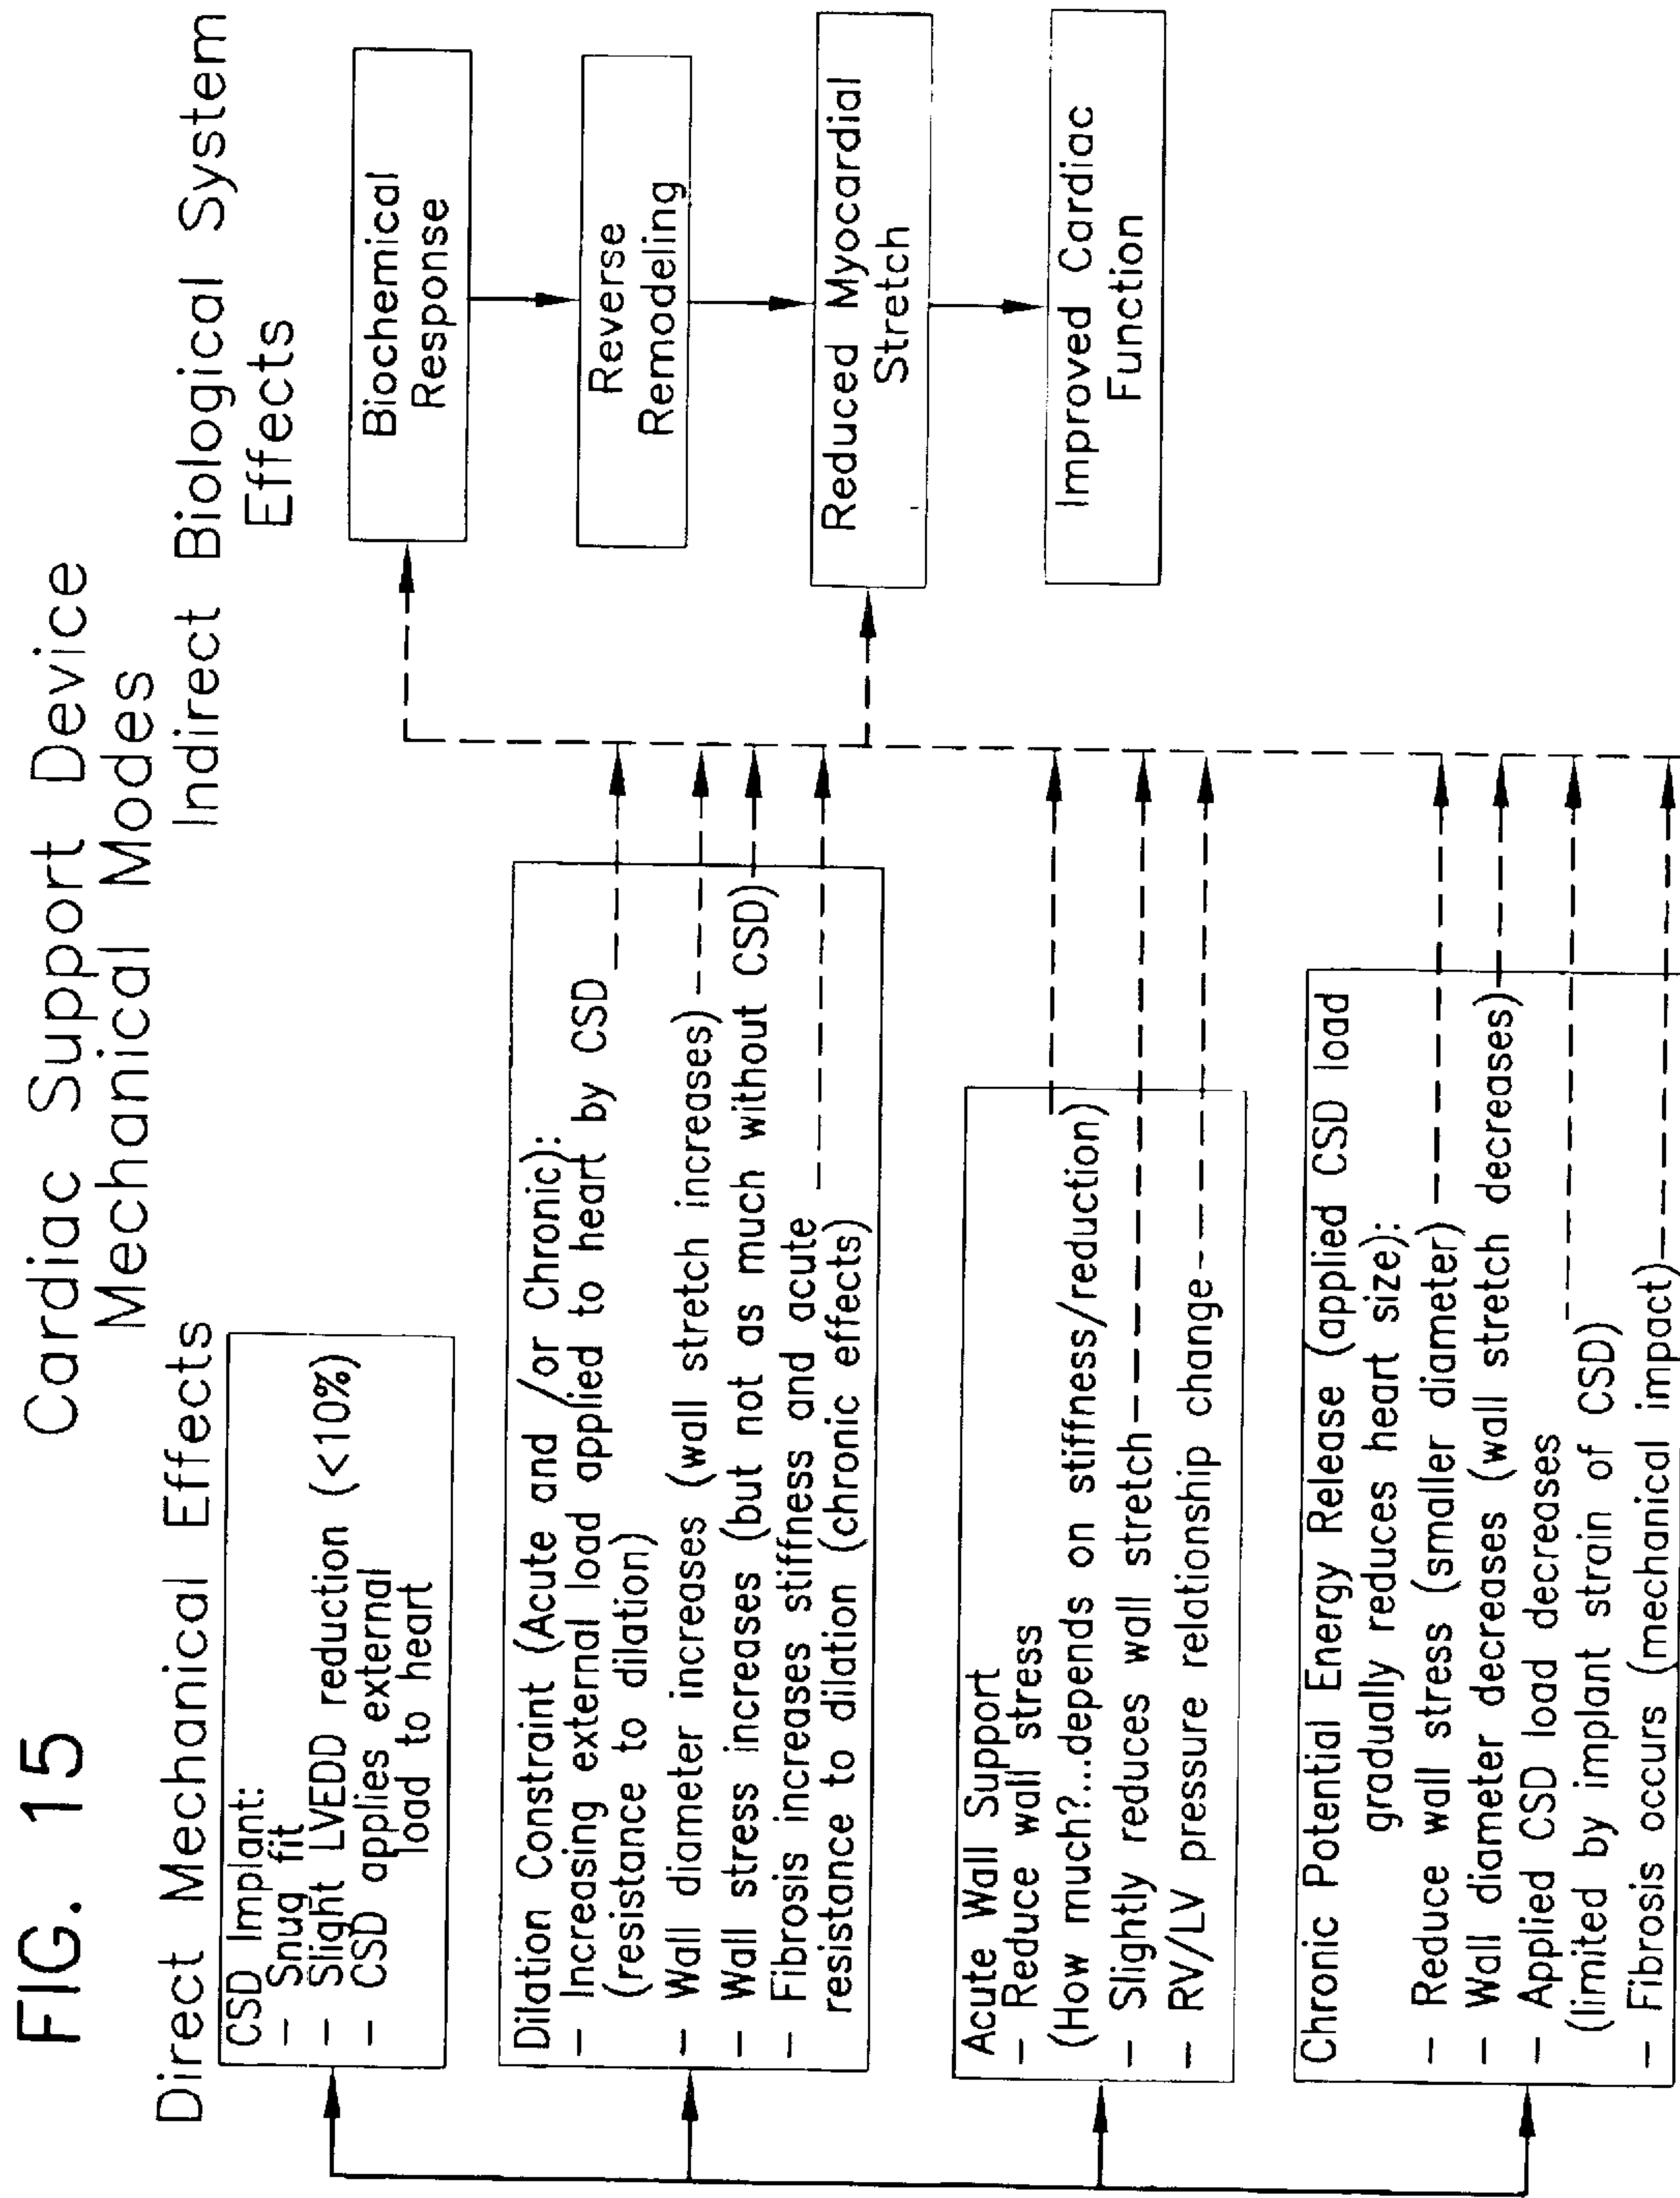 FIG. 15
Cardiac Support Device
Mechanical Modes
Direct Mechanical Effects
CSD Implant:
- Snug fit
- Slight LVEDD reduction (<10%)
- CSD applies external
load to heart
Dilation Constraint (Acute and /or Chronic):
- Increasing external load applied to heart by CSD
(resistance to dilation)
- Wall diameter increases (wall stretch increases)
- Wall stress increases (but not as much without CSD)
- Fibrosis increases stiffness and acute
resistance to dilation (chronic effects)
Acute Wall Support
- Reduce wall stress
(How much?...depends on stiffness/reduction)
- Slightly reduces wall stretch
- RV/LV pressure relationship change
Chronic Potential Energy Release (applied CSD load
gradually reduces heart size):
- Reduce wall stress (smaller diameter)
- Wall diameter decreases (wall stretch decreases)
- Applied CSD load decreases
(limited by implant strain of CSD)
- Fibrosis occurs (mechanical impact)
Indirect Biological System
Effects
Biochemical
Response
Reverse
Remodeling
Reduced Myocardial
Stretch
Improved Cardiac
Function